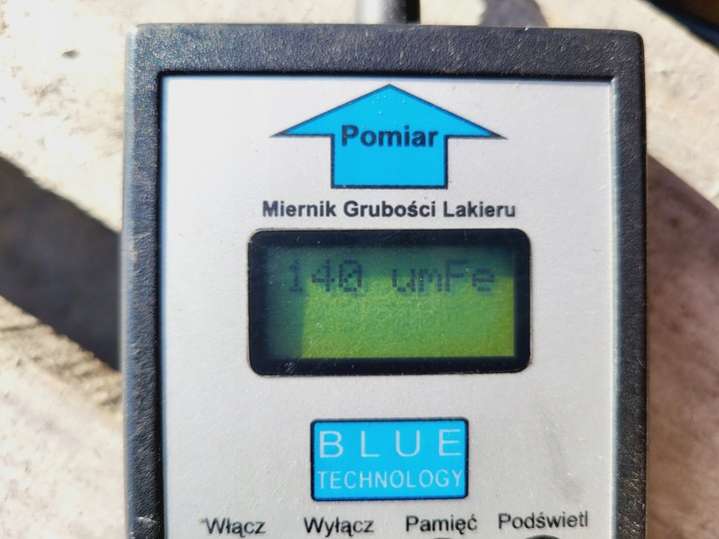 Pomiar
Miernik Grubości Lakieru
140 umFe
BLUE
TECHNOLOGY
Włącz Wyłącz Pamięć Podświetl